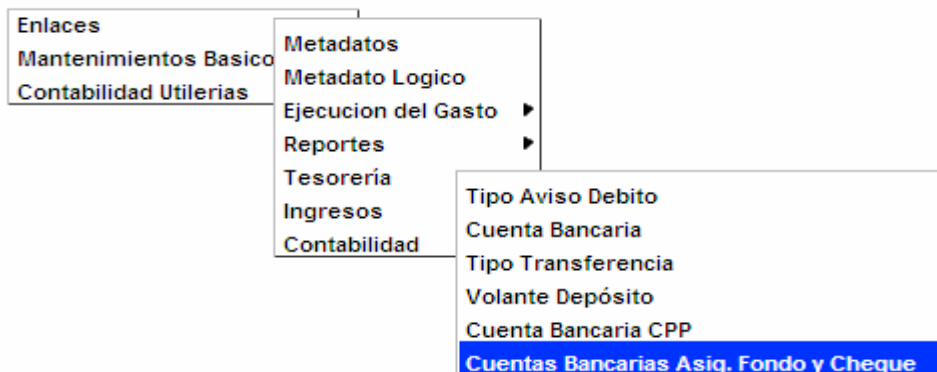 Enlaces
Mantenimientos Basico
Contabilidad Utilerias
Metadatos
Metadato Logico
Ejecucion del Gasto
Reportes
Tesorería
Ingresos
Contabilidad
Tipo Aviso Debito
Cuenta Bancaria
Tipo Transferencia
Volante Depósito
Cuenta Bancaria CPP
Cuentas Bancarias Asig. Fondo y Cheque